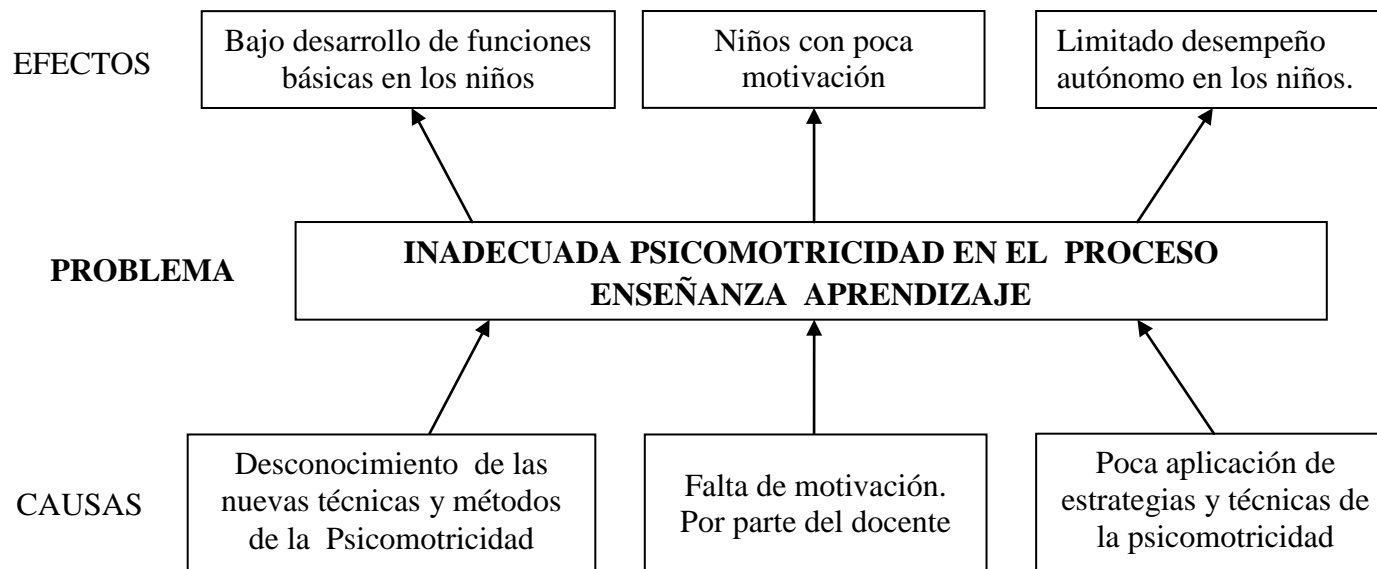 EFECTOS
Bajo desarrollo de funciones
básicas en los niños
Niños con poca
motivación
Limitado desempeño
autónomo en los niños.
PROBLEMA
INADECUADA PSICOMOTRICIDAD EN EL PROCESO
ENSEÑANZA APRENDIZAJE
CAUSAS
Desconocimiento de las
nuevas técnicas y métodos
de la Psicomotricidad
Falta de motivación.
Por parte del docente
Poca aplicación de
estrategias y técnicas de
la psicomotricidad